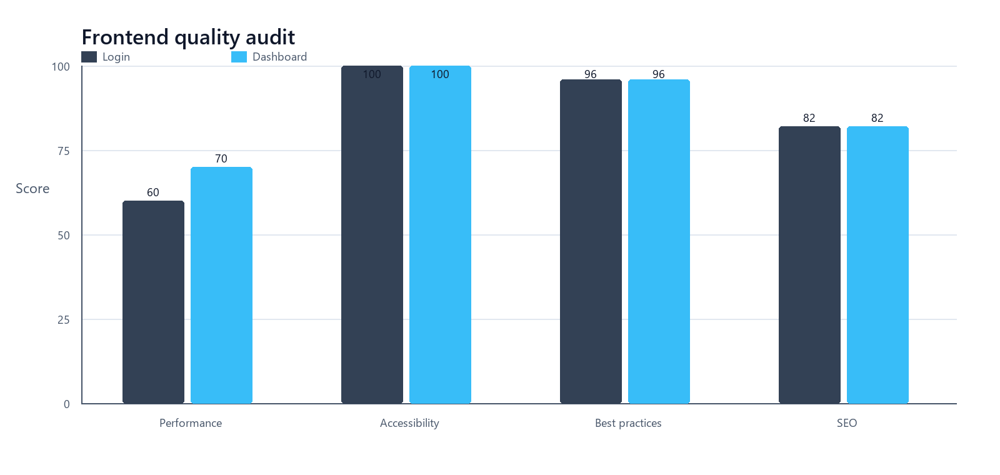 Frontend quality audit
Login Dashboard
100
100 100
96 96
82 82
75
70
60
Score
50
25
0
Performance Accessibility Best practices SEO